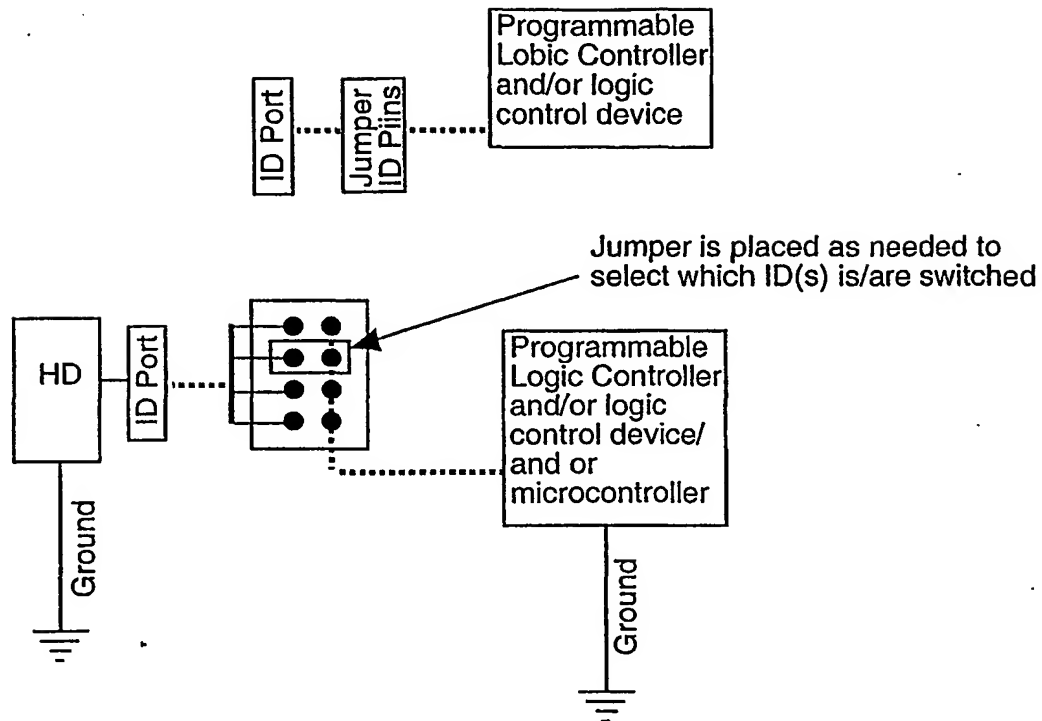 Programmable
Lobic Controller
and/or logic
control device
ID Port
Jumper
ID Piins
Jumper is placed as needed to
select which ID(s) is/are switched
HD
ID Port
Programmable
Logic Controller
and/or logic
control device/
and or
microcontroller
Ground
Ground